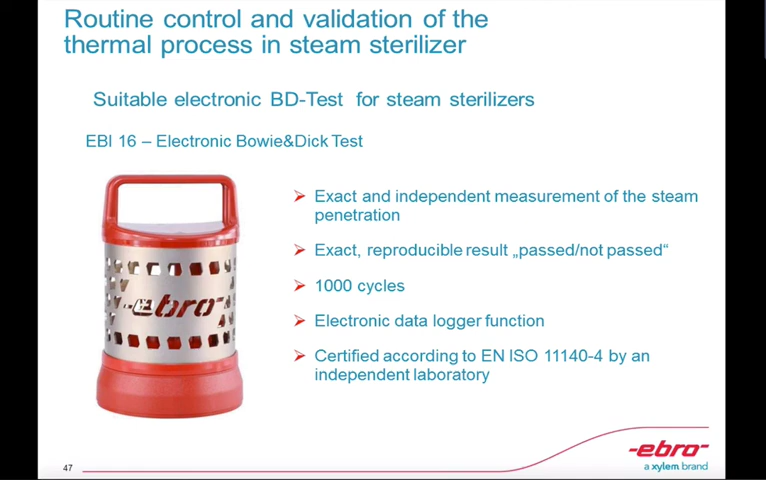 Routine control and validation of the
thermal process in steam sterilizer
Suitable electronic BD-Test for steam sterilizers
EBI 16 – Electronic Bowie&Dick Test
Exact and independent measurement of the steam
penetration
Exact, reproducible result „passed/not passed“
1000 cycles
Electronic data logger function
Certified according to EN ISO 11140-4 by an
independent laboratory
ebro
ebro
a xylem brand
47